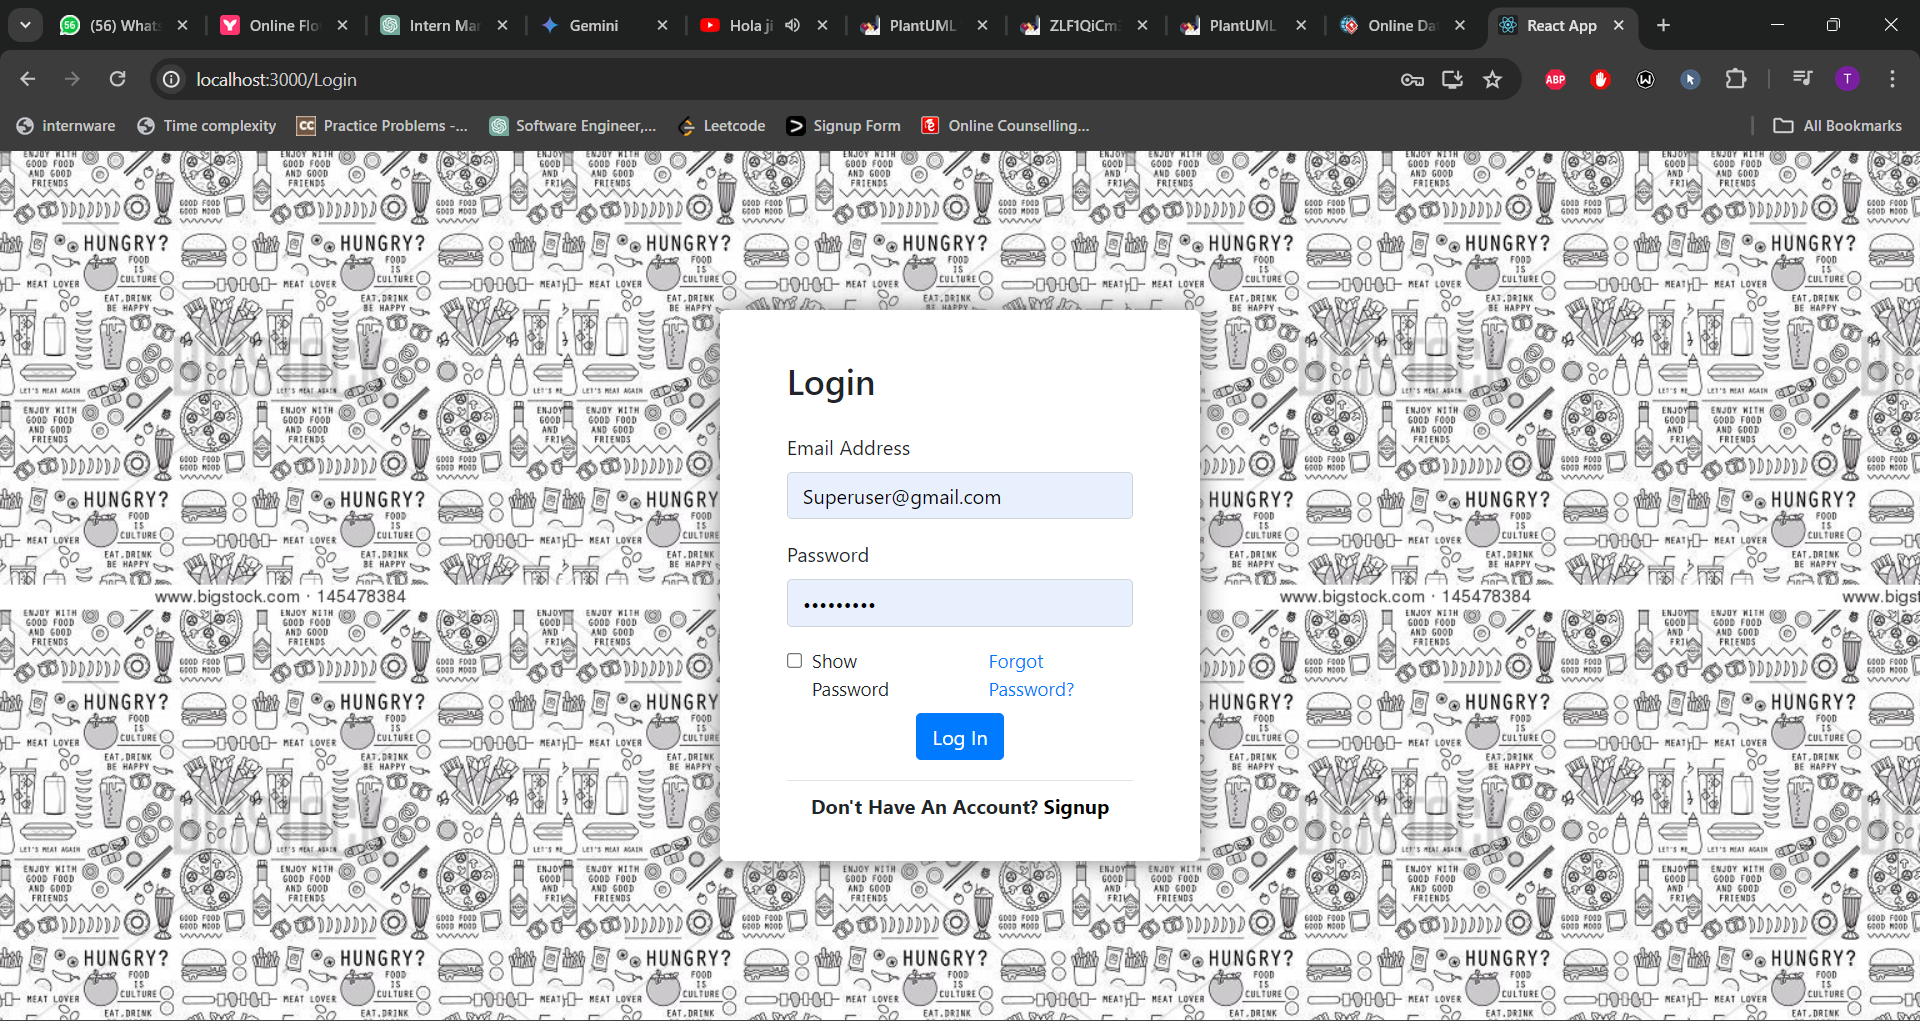 (56) Whats
Online Flo
Intern Mar
Gemini
Hola ji
PlantUML
ZLF1QiCm
PlantUML
Online Da
React App
localhost:3000/Login
ABP
T
internware
Time complexity
Practice Problems -...
Software Engineer,...
Leetcode
Signup Form
Online Counselling...
All Bookmarks
ENJOY WITH
GOOD FOOD
AND GOOD
FRIENDS
GOOD FOOD
GOOD MOOD
HUNGRY?
FOOD
IS
CULTURE
MEAT LOVER
EAT,DRINK
BE HAPPY
LET'S MEAT AGAIN
BIGSTOCK
www.bigstock.com · 145478384
Login
Email Address
Superuser@gmail.com
Password
Show
Password
Forgot
Password?
Log In
Don't Have An Account? Signup